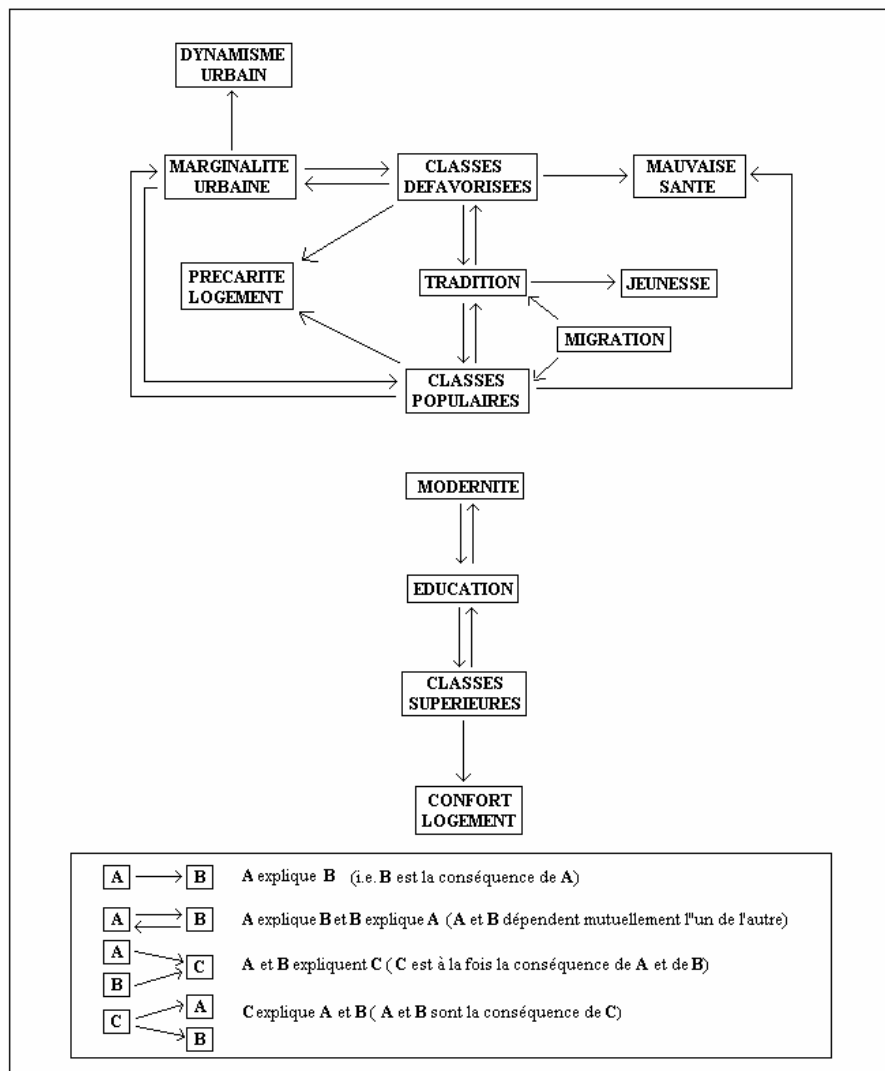 DYNAMISME
URBAIN
MARGINALITE
URBAINE
CLASSES
DEFAVORISEES
MAUVAISE
SANTE
PRECARITE
LOGEMENT
TRADITION
JEUNESSE
MIGRATION
CLASSES
POPULAIRES
MODERNITE
EDUCATION
CLASSES
SUPERIEURES
CONFORT
LOGEMENT
A B A explique B (i.e. B est la conséquence de A)
A B A explique B et B explique A (A et B dépendent mutuellement l"un de l'autre)
A
B C A et B expliquent C ( C est à la fois la conséquence de A et de B)
C A C explique A et B ( A et B sont la conséquence de C)
B